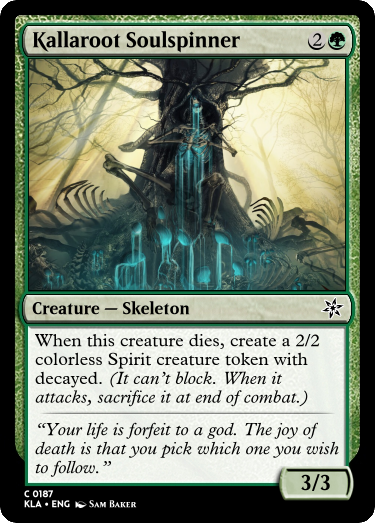 Kallaroot Soulspinner 2
Creature — Skeleton
When this creature dies, create a 2/2
colorless Spirit creature token with
decayed. (It can't block. When it
attacks, sacrifice it at end of combat.)
“Your life is forfeit to a god. The joy of
death is that you pick which one you wish
to follow.”
3/3
C 0187
KLA • ENG Sam Baker